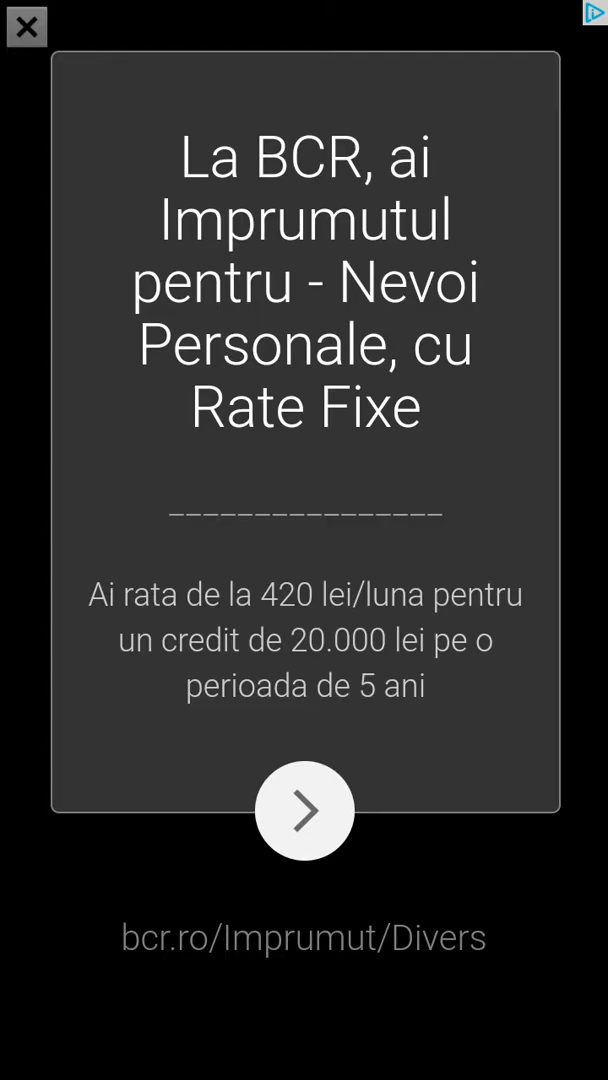 La BCR, ai
Imprumutul
pentru - Nevoi
Personale, cu
Rate Fixe
________________
Ai rata de la 420 lei/luna pentru
un credit de 20.000 lei pe o
perioada de 5 ani
bcr.ro/Imprumut/Divers